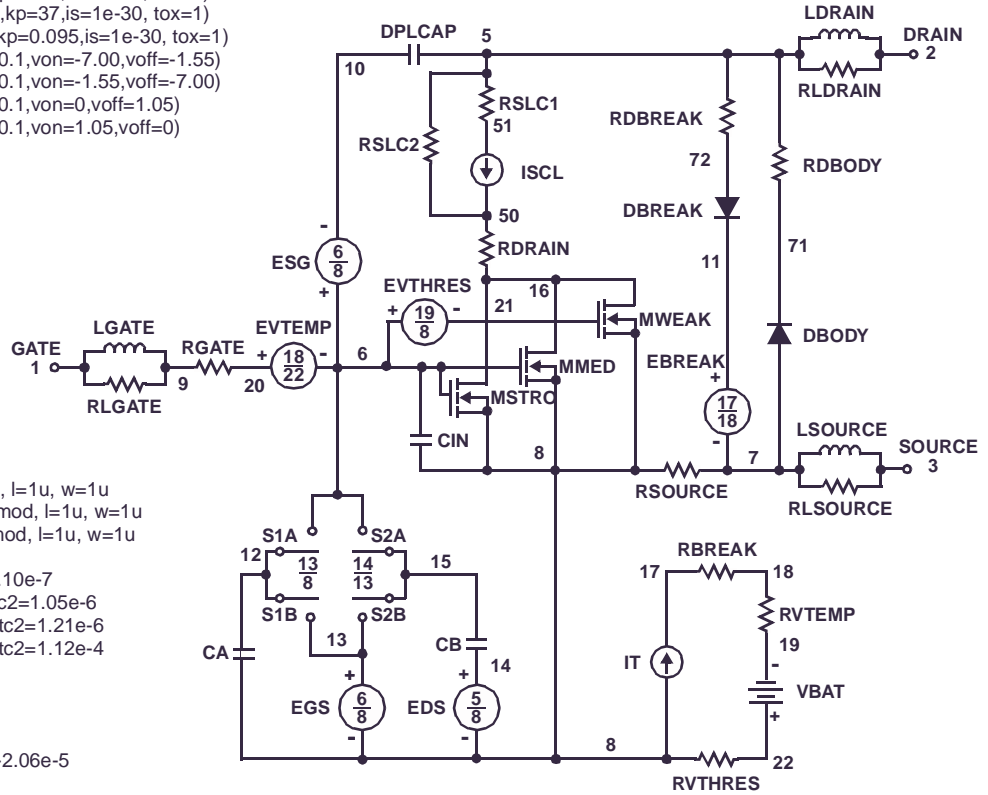 ,kp=37,is=1e-30, tox=1)
kp=0.095,is=1e-30, tox=1)
0.1,von=-7.00,voff=-1.55)
0.1,von=-1.55,voff=-7.00)
0.1,von=0,voff=1.05)
0.1,von=1.05,voff=0)
DPLCAP
5
10
LDRAIN
DRAIN
2
RLDRAIN
RSLC1
51
RSLC2
ISCL
50
RDRAIN
RDBREAK
72
RDBODY
DBREAK
71
11
-
ESG
6
8
+
EVTHRES
+
19
8
-
16
21
MWEAK
DBODY
LGATE
GATE
1
RLGATE
9
RGATE
20
EVTEMP
+
18
22
-
6
MMED
MSTRO
EBREAK
+
17
18
-
CIN
8
RSOURCE
7
LSOURCE
SOURCE
3
RLSOURCE
, l=1u, w=1u
mod, l=1u, w=1u
nod, l=1u, w=1u
.10e-7
c2=1.05e-6
tc2=1.21e-6
tc2=1.12e-4
-2.06e-5
S1A
S2A
12
13
8
14
13
15
S1B
S2B
13
CA
CB
14
+
EGS
6
8
-
+
EDS
5
8
-
8
RBREAK
17
18
RVTEMP
19
IT
-
VBAT
+
22
RVTHRES